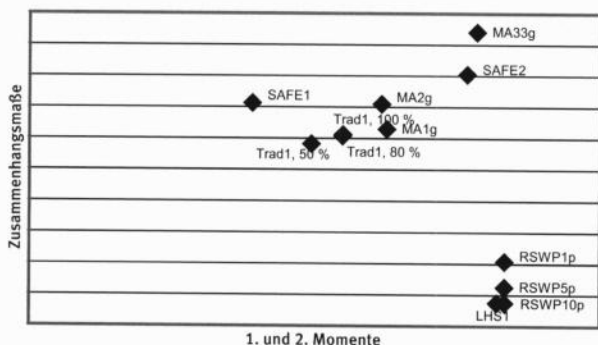 MA33g
SAFE2
SAFE1
MA2g
Trad1, 100 %
MA1g
Trad1, 50 %
Trad1, 80 %
RSWP1p
RSWP5p
RSWP10p
LHS1
Zusammenhangsmaße
1. und 2. Momente